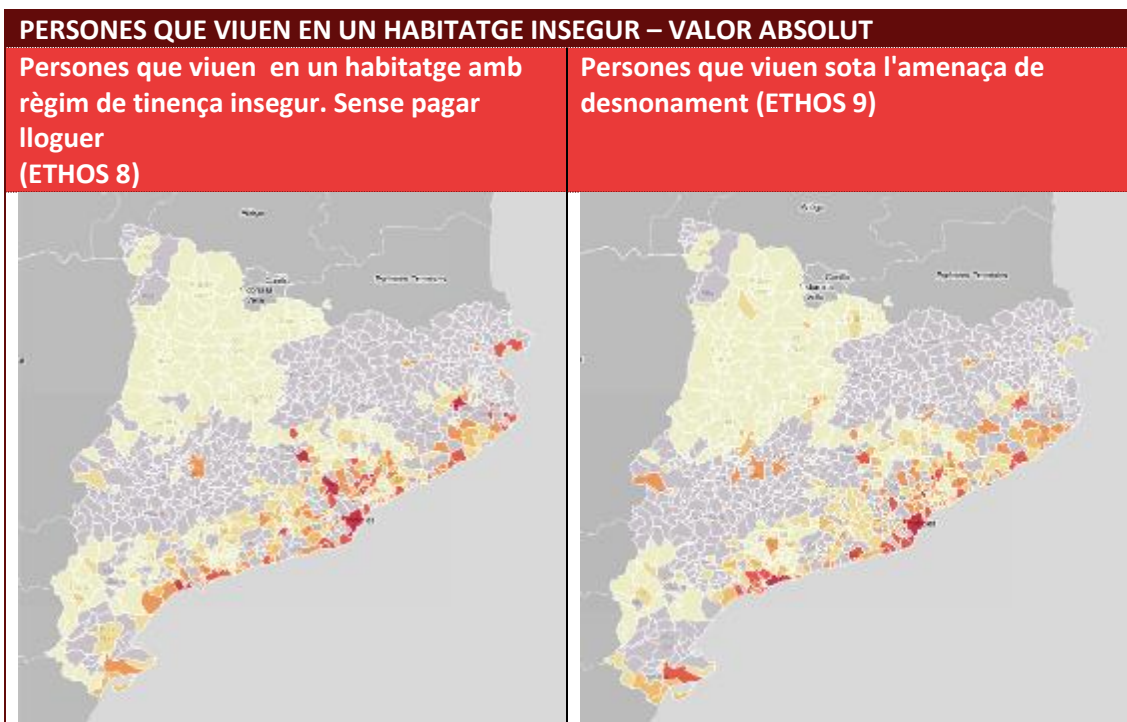 PERSONES QUE VIUEN EN UN HABITATGE INSEGUR – VALOR ABSOLUT
Persones que viuen en un habitatge amb
règim de tinença insegur. Sense pagar
lloguer
(ETHOS 8)
Persones que viuen sota l'amenaça de
desnonament (ETHOS 9)